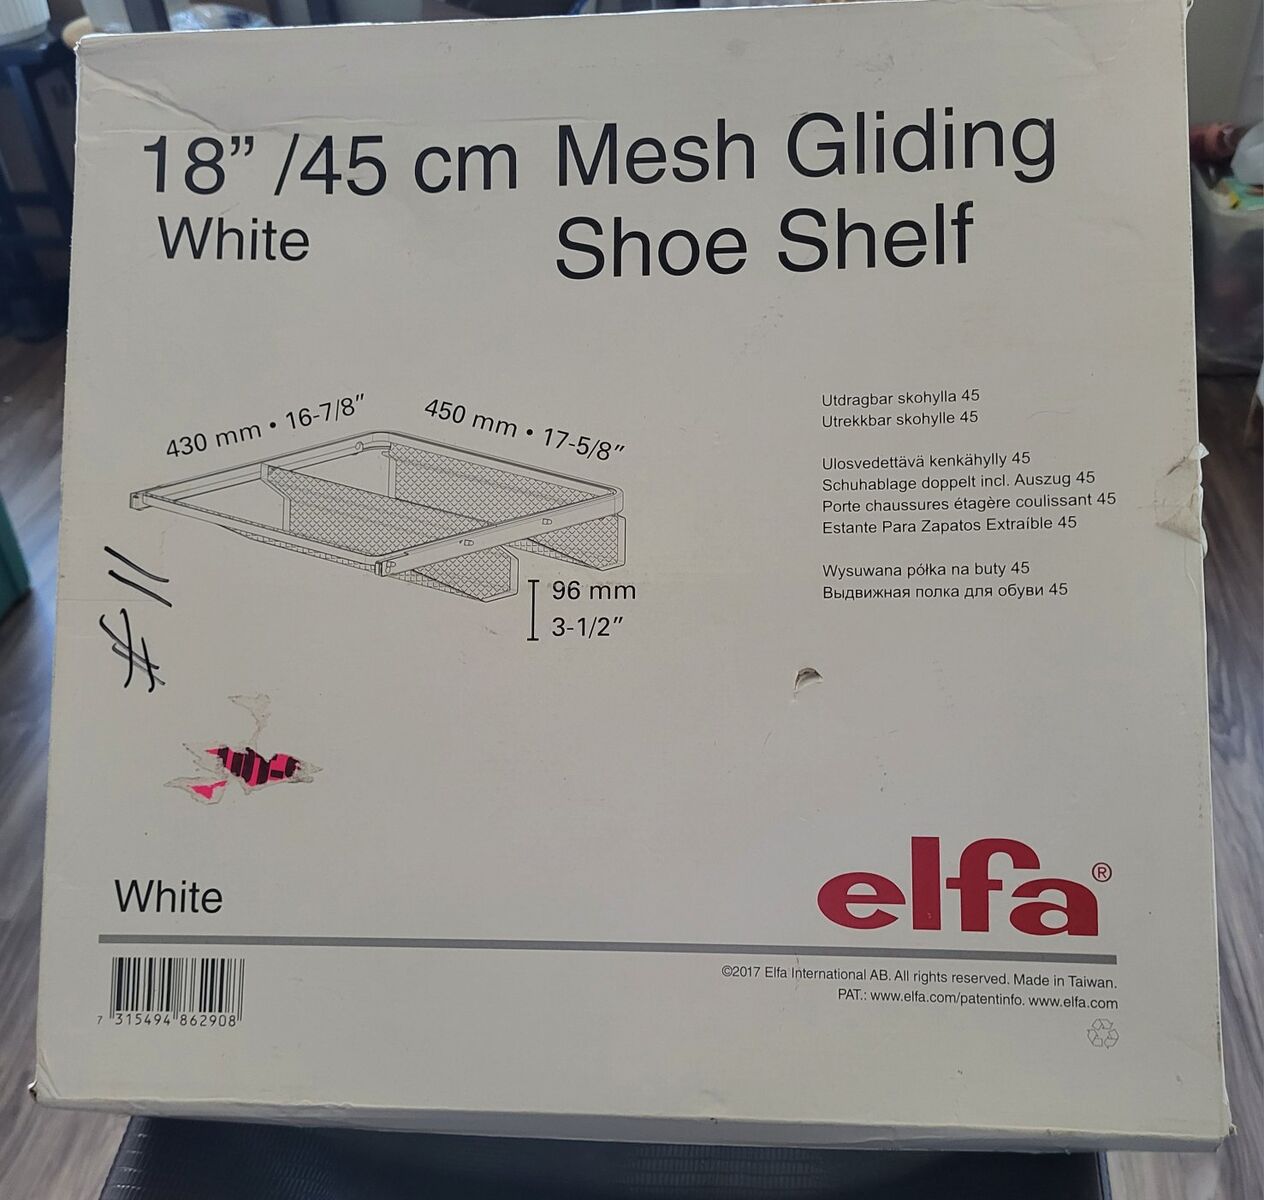 18” /45 cm Mesh Gliding
White
Shoe Shelf
430 mm • 16-7/8”
450 mm • 17-5/8”
96 mm
3-1/2”
Utdragbar skohylla 45
Utrekkbar skohylle 45
Ulosvedettävä kenkähylly 45
Schuhablage doppelt incl. Auszug 45
Porte chaussures étagère coulissant 45
Estante Para Zapatos Extraíble 45
Wysuwana półka na buty 45
Выдвижная полка для обуви 45
#11
White
elfa®
©2017 Elfa International AB. All rights reserved. Made in Taiwan.
PAT.: www.elfa.com/patentinfo. www.elfa.com
7 315494 862908